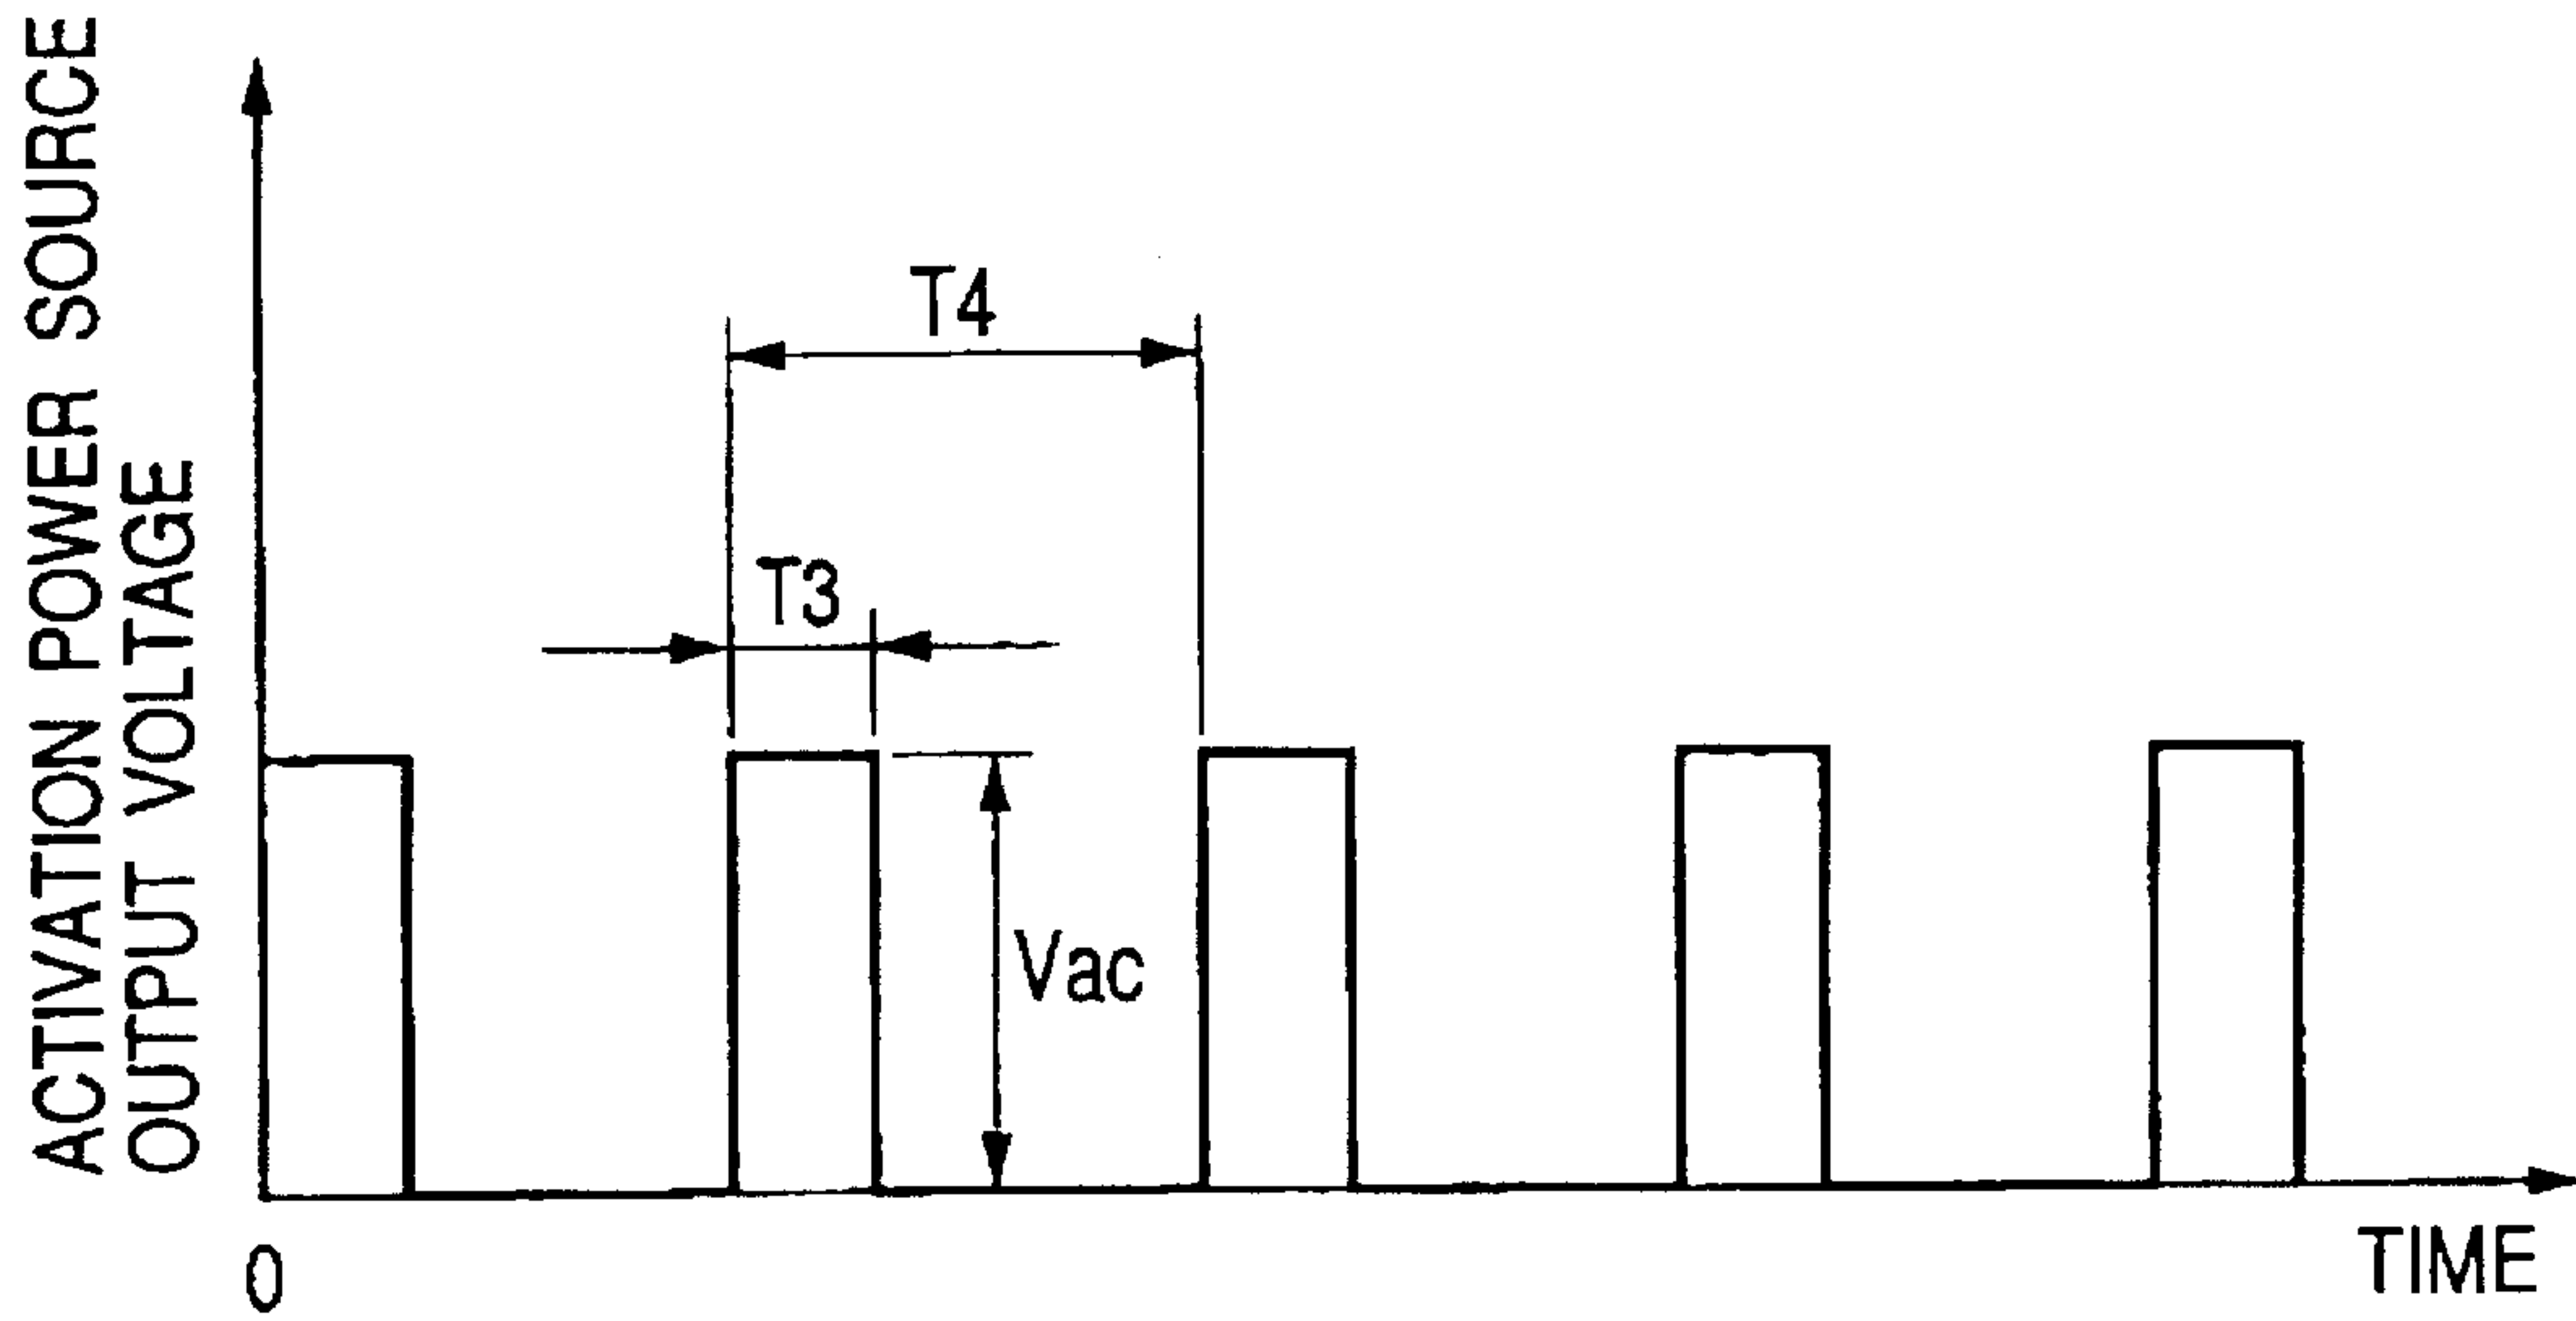 ACTIVATION POWER SOURCE
OUTPUT VOLTAGE
T4
T3
Vac
0
TIME